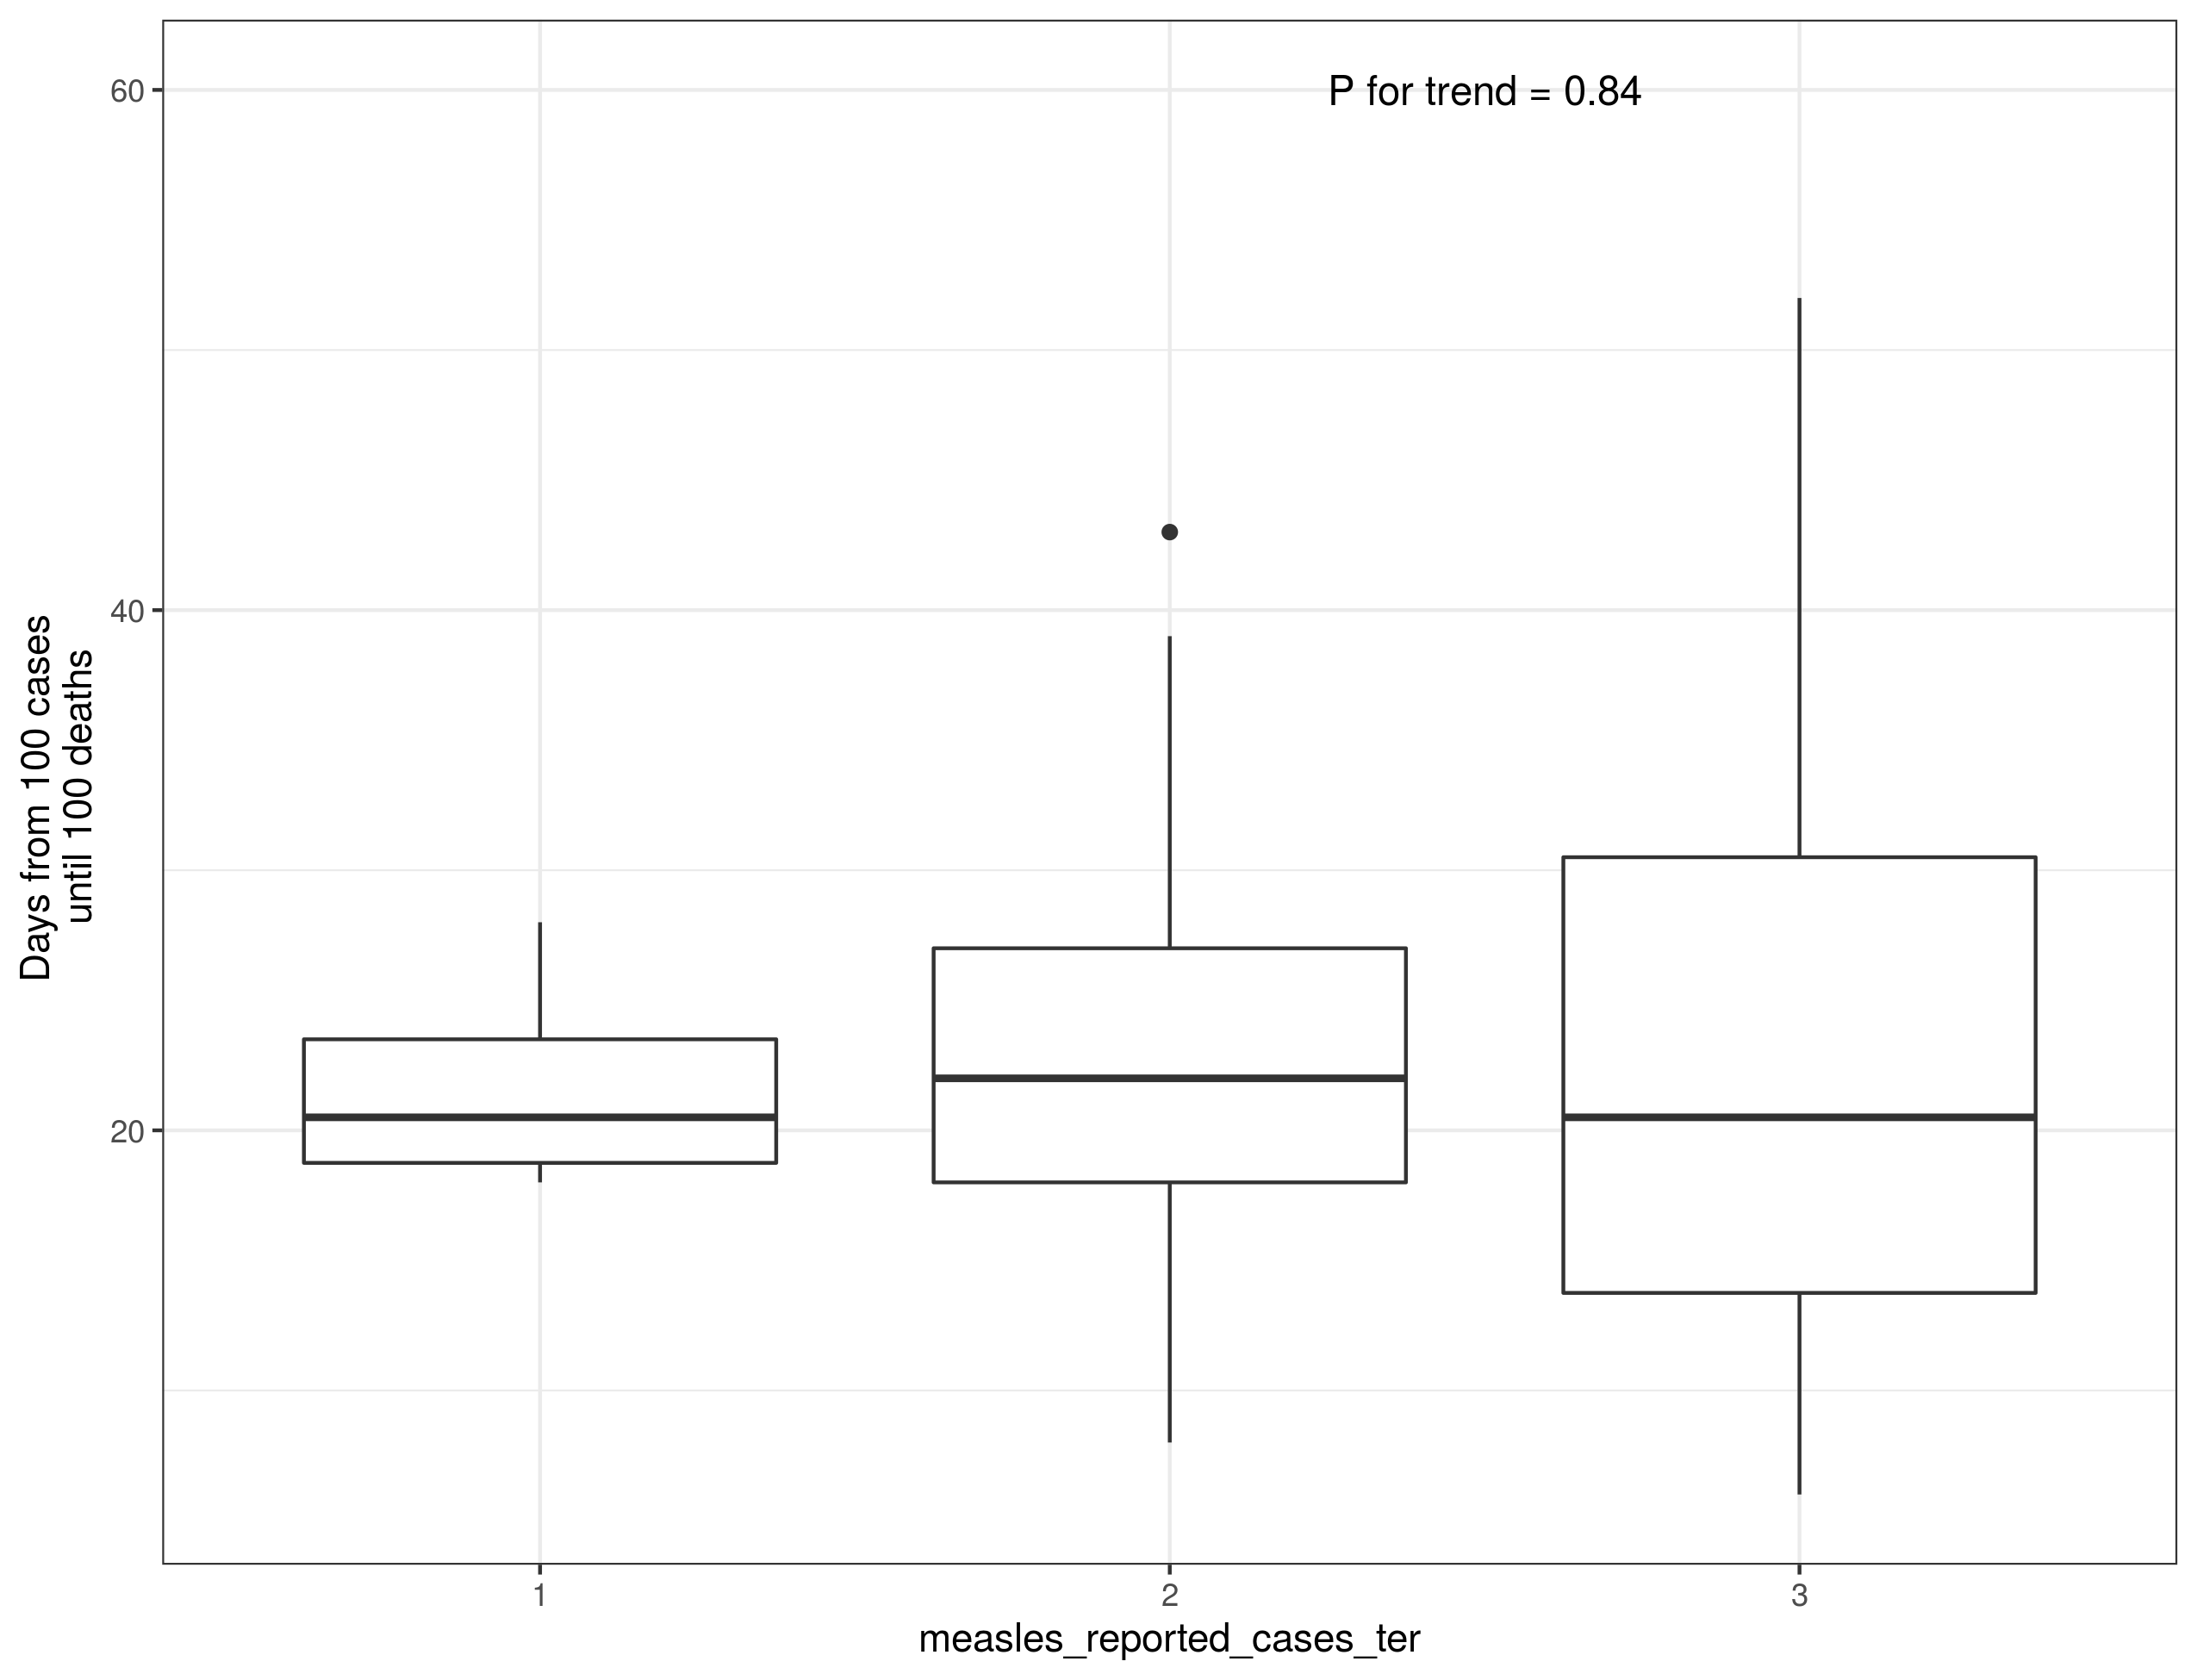 P for trend = 0.84
60
40
20
Days from 100 cases
until 100 deaths
1
2
3
measles_reported_cases_ter